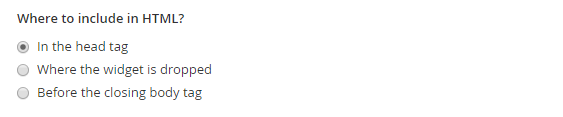 Where to include in HTML?
In the head tag
Where the widget is dropped
Before the closing body tag